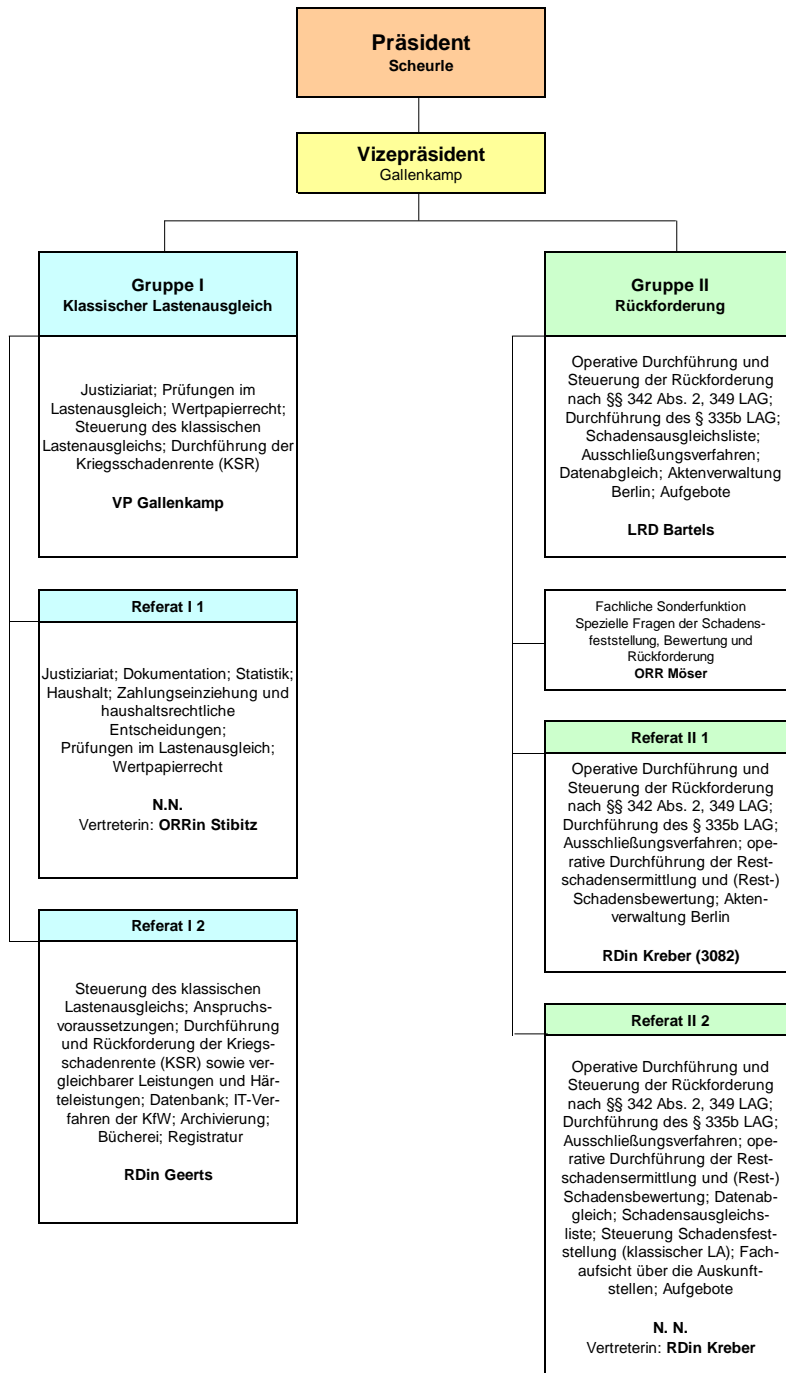 Präsident
Scheurle
Vizepräsident
Gallenkamp
Gruppe I
Klassischer Lastenausgleich
Justiziariat; Prüfungen im
Lastenausgleich; Wertpapierrecht;
Steuerung des klassischen
Lastenausgleichs; Durchführung der
Kriegsschadenrente (KSR)
VP Gallenkamp
Referat I 1
Justiziariat; Dokumentation; Statistik;
Haushalt; Zahlungseinziehung und
haushaltsrechtliche
Entscheidungen;
Prüfungen im Lastenausgleich;
Wertpapierrecht
N.N.
Vertreterin: ORRin Stibitz
Referat I 2
Steuerung des klassischen
Lastenausgleichs; Anspruchs-
voraussetzungen; Durchführung
und Rückforderung der Kriegs-
schadenrente (KSR) sowie ver-
gleichbarer Leistungen und Här-
teleistungen; Datenbank; IT-Ver-
fahren der KfW; Archivierung;
Bücherei; Registratur
RDin Geerts
Gruppe II
Rückforderung
Operative Durchführung und
Steuerung der Rückforderung
nach §§ 342 Abs. 2, 349 LAG;
Durchführung des § 335b LAG;
Schadensausgleichsliste;
Ausschließungsverfahren;
Datenabgleich; Aktenverwaltung
Berlin; Aufgebote
LRD Bartels
Fachliche Sonderfunktion
Spezielle Fragen der Schadens-
feststellung, Bewertung und
Rückforderung
ORR Möser
Referat II 1
Operative Durchführung und
Steuerung der Rückforderung
nach §§ 342 Abs. 2, 349 LAG;
Durchführung des § 335b LAG;
Ausschließungsverfahren; ope-
rative Durchführung der Rest-
schadensermittlung und (Rest-)
Schadensbewertung; Akten-
verwaltung Berlin
RDin Kreber (3082)
Referat II 2
Operative Durchführung und
Steuerung der Rückforderung
nach §§ 342 Abs. 2, 349 LAG;
Durchführung des § 335b LAG;
Ausschließungsverfahren; ope-
rative Durchführung der Rest-
schadensermittlung und (Rest-)
Schadensbewertung; Datenab-
gleich; Schadensausgleichs-
liste; Steuerung Schadensfest-
stellung (klassischer LA); Fach-
aufsicht über die Auskunft-
stellen; Aufgebote
N. N.
Vertreterin: RDin Kreber